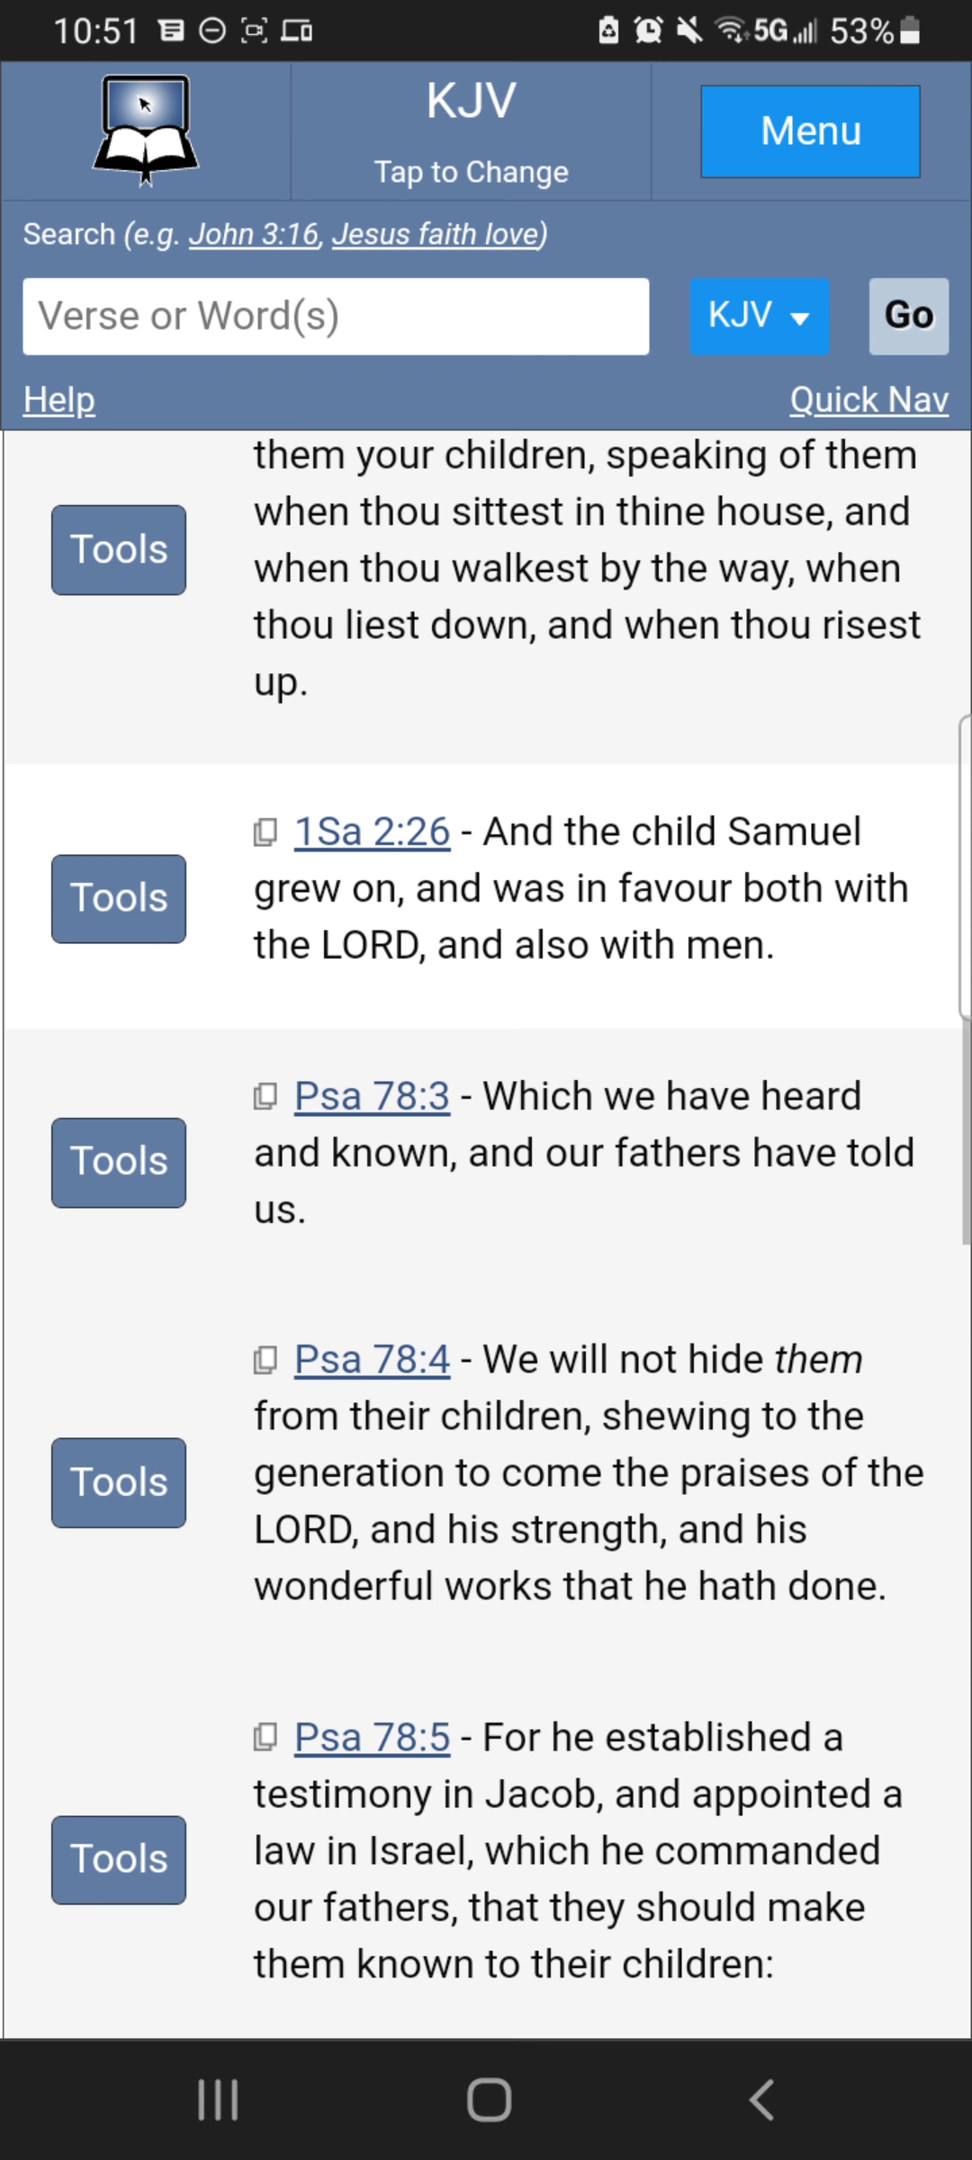 10:51 5G 53%
KJV
Tap to Change
Menu
Search (e.g. John 3:16, Jesus faith love)
Verse or Word(s)
KJV
Go
Help
Quick Nav
them your children, speaking of them
when thou sittest in thine house, and
Tools
when thou walkest by the way, when
thou liest down, and when thou risest
up.
1Sa 2:26 - And the child Samuel
Tools
grew on, and was in favour both with
the LORD, and also with men.
Psa 78:3 - Which we have heard
Tools
and known, and our fathers have told
us.
Psa 78:4 - We will not hide them
from their children, shewing to the
Tools
generation to come the praises of the
LORD, and his strength, and his
wonderful works that he hath done.
Psa 78:5 - For he established a
testimony in Jacob, and appointed a
Tools
law in Israel, which he commanded
our fathers, that they should make
them known to their children: